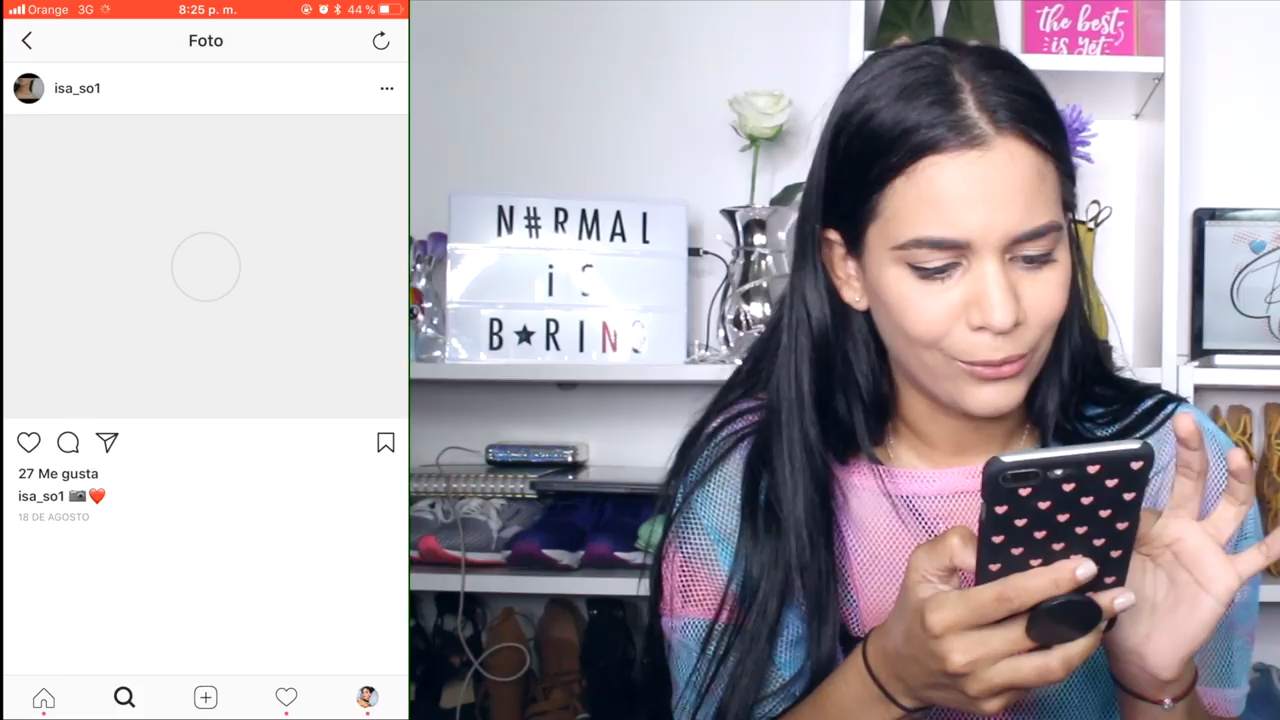 Orange 3G 8:25 p. m. 44 %
Foto
isa_so1
27 Me gusta
isa_so1
18 DE AGOSTO
the best
is yet
N#RMAL
iS
B★RING